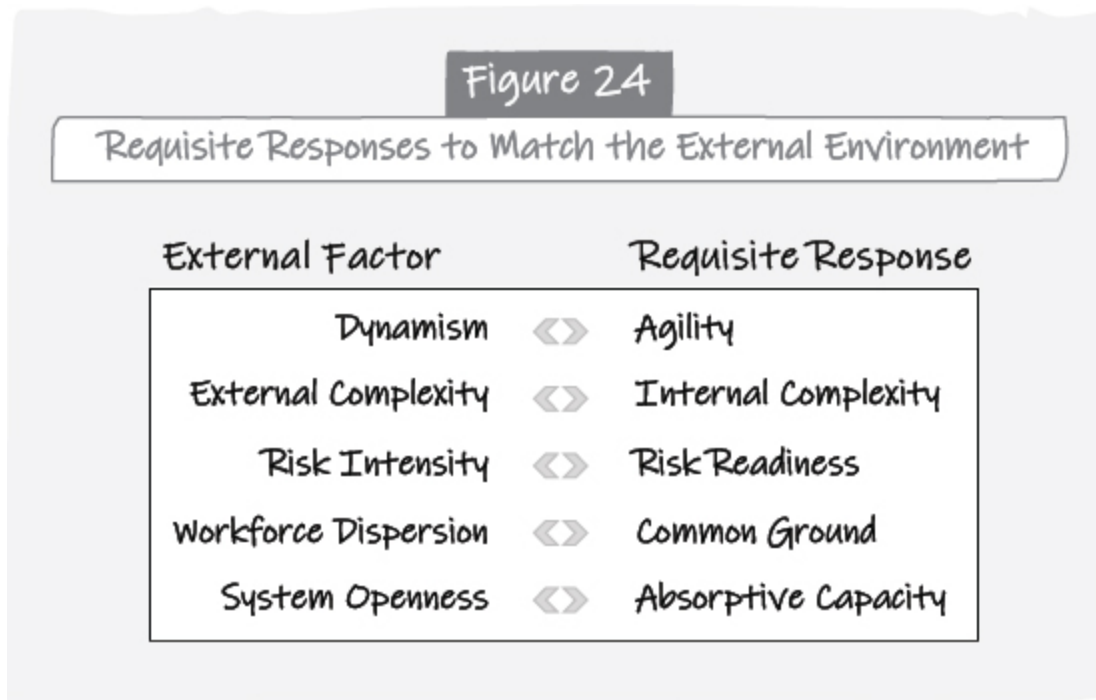 Figure 24
Requisite Responses to Match the External Environment
External Factor Requisite Response
Dynamism Agility
External Complexity Internal Complexity
Risk Intensity Risk Readiness
Workforce Dispersion Common Ground
System Openness Absorptive Capacity